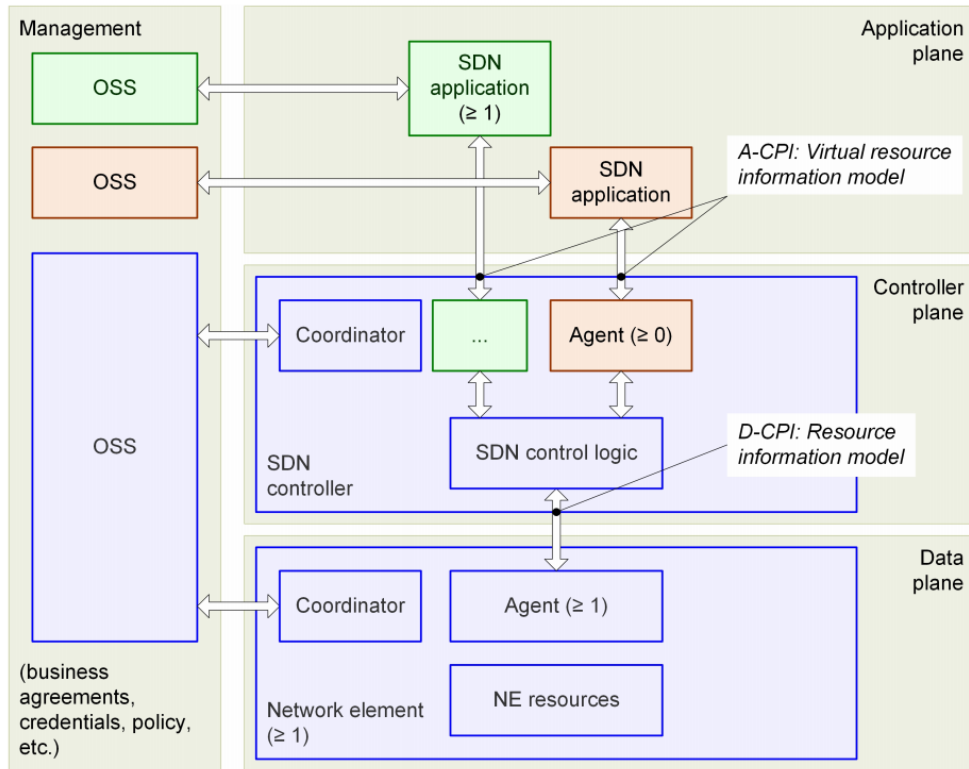 Management
OSS
OSS
OSS
(business
agreements,
credentials, policy,
etc.)
Application
plane
SDN
application
(≥ 1)
SDN
application
A-CPI: Virtual resource
information model
Controller
plane
Coordinator
...
Agent (≥ 0)
SDN control logic
SDN
controller
D-CPI: Resource
information model
Data
plane
Coordinator
Agent (≥ 1)
NE resources
Network element
(≥ 1)